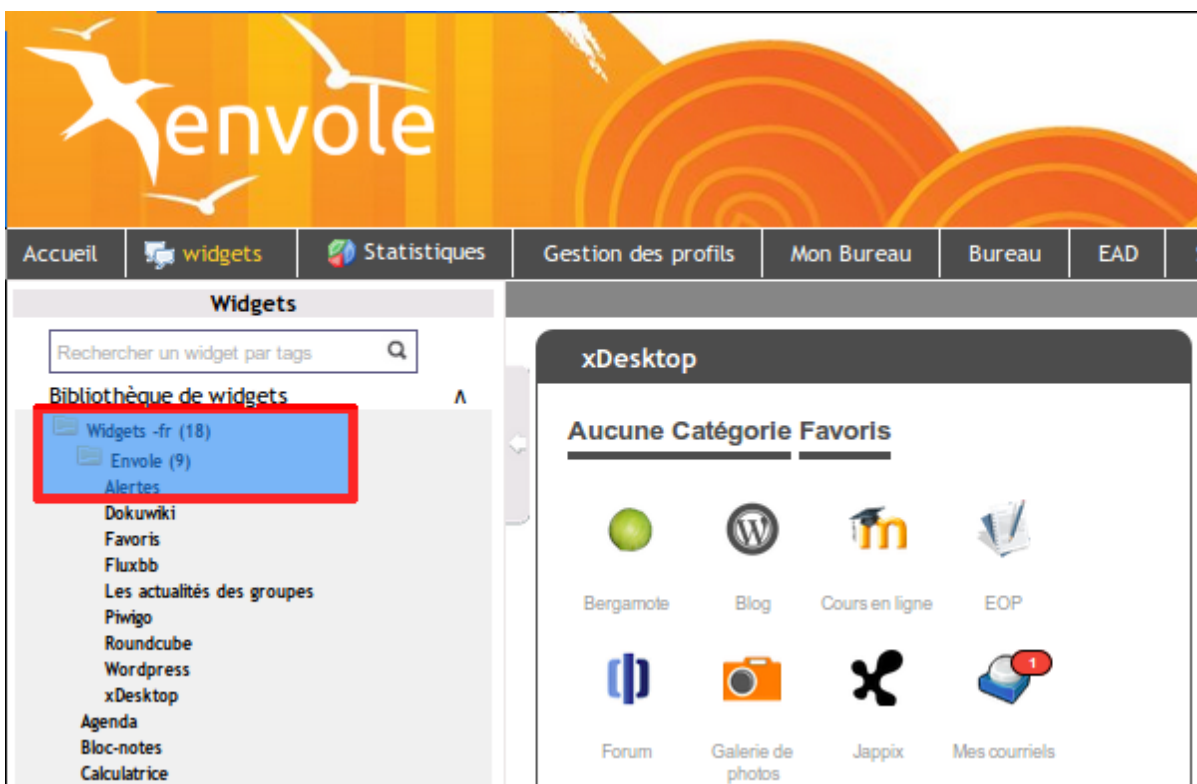 envole
Accueil widgets Statistiques Gestion des profils Mon Bureau Bureau EAD
Widgets
Rechercher un widget par tags
Bibliothèque de widgets
Widgets -fr (18)
Envole (9)
Alertes
Dokuwiki
Favoris
Fluxbb
Les actualités des groupes
Piwigo
Roundcube
Wordpress
xDesktop
Agenda
Bloc-notes
Calculatrice
xDesktop
Aucune Catégorie Favoris
Bergamote Blog Cours en ligne EOP
1
Forum Galerie de photos Jappix Mes courriels